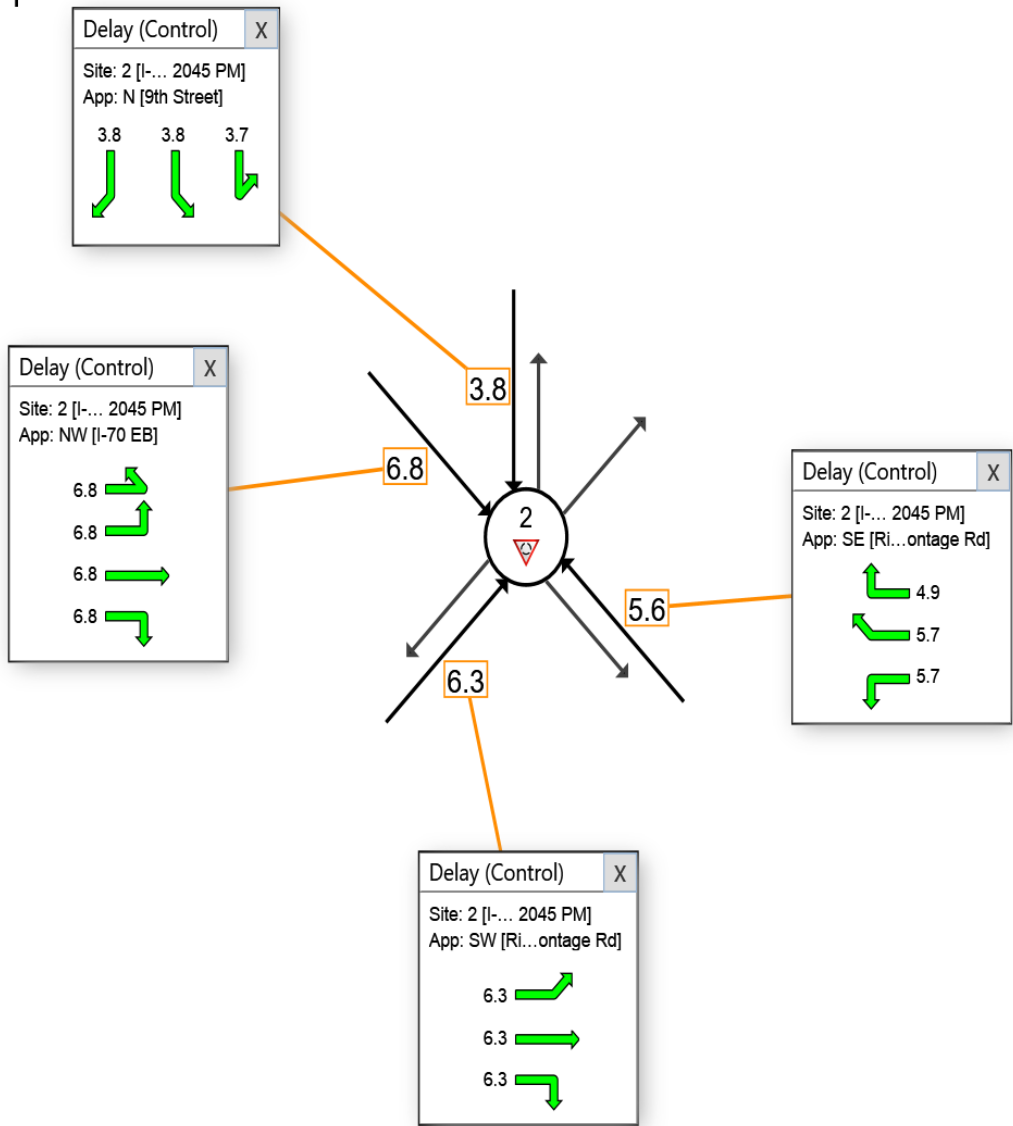 Delay (Control) X
Site: 2 [I-... 2045 PM]
App: N [9th Street]
3.8 3.8 3.7
3.8
Delay (Control) X
Site: 2 [I-... 2045 PM]
App: NW [I-70 EB]
6.8
6.8
6.8
6.8
6.8
2
Delay (Control) X
Site: 2 [I-... 2045 PM]
App: SE [Ri...ontage Rd]
4.9
5.7
5.7
5.6
6.3
Delay (Control) X
Site: 2 [I-... 2045 PM]
App: SW [Ri...ontage Rd]
6.3
6.3
6.3